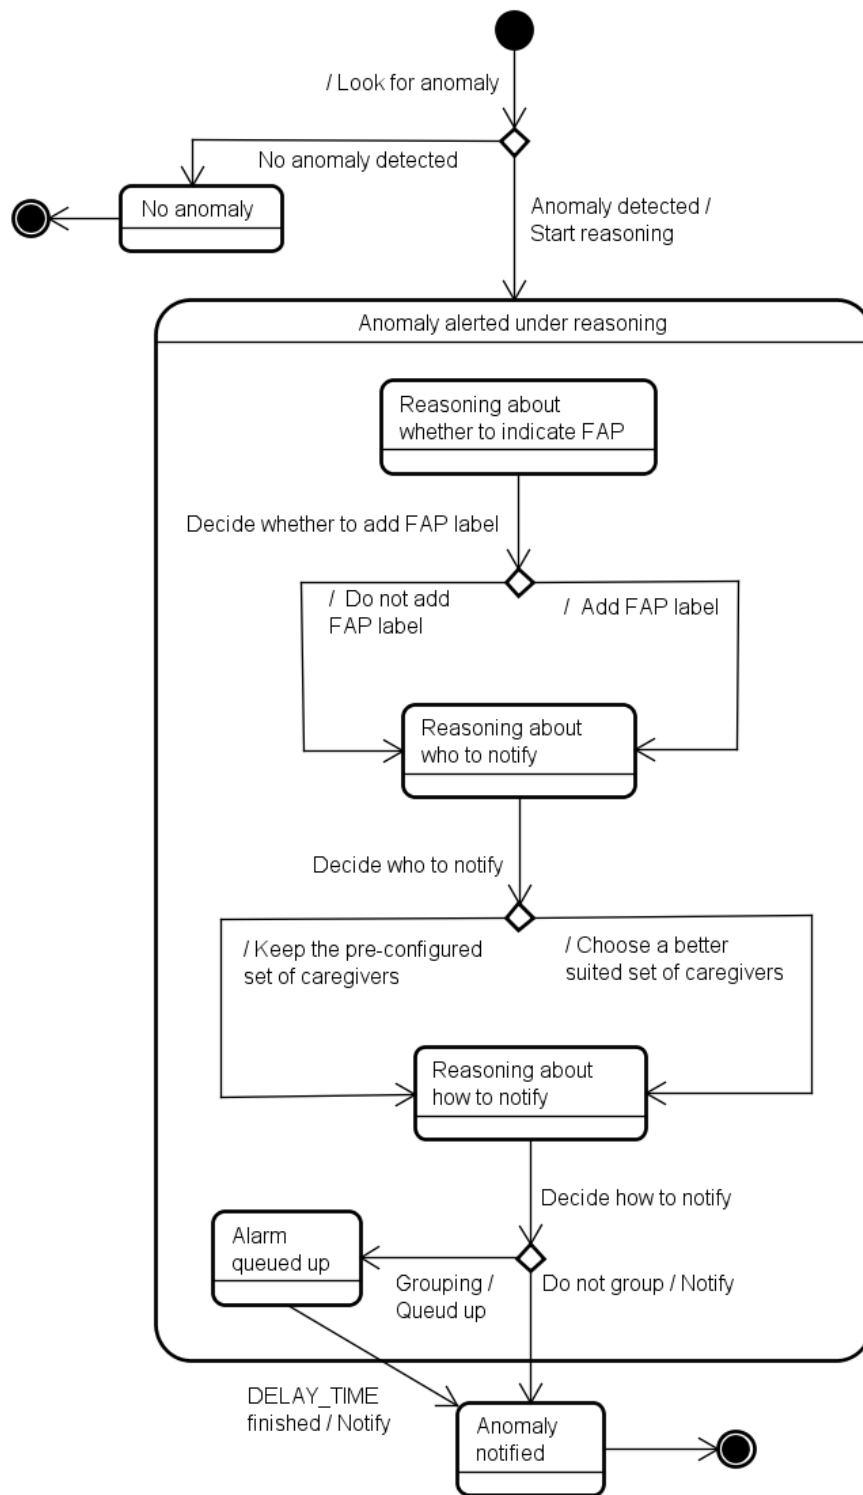 / Look for anomaly
No anomaly detected
No anomaly
Anomaly detected /
Start reasoning
Anomaly alerted under reasoning
Reasoning about
whether to indicate FAP
Decide whether to add FAP label
/ Do not add
FAP label
/ Add FAP label
Reasoning about
who to notify
Decide who to notify
/ Keep the pre-configured
set of caregivers
/ Choose a better
suited set of caregivers
Reasoning about
how to notify
Decide how to notify
Alarm
queued up
Grouping /
Queud up
Do not group / Notify
DELAY_TIME
finished / Notify
Anomaly
notified